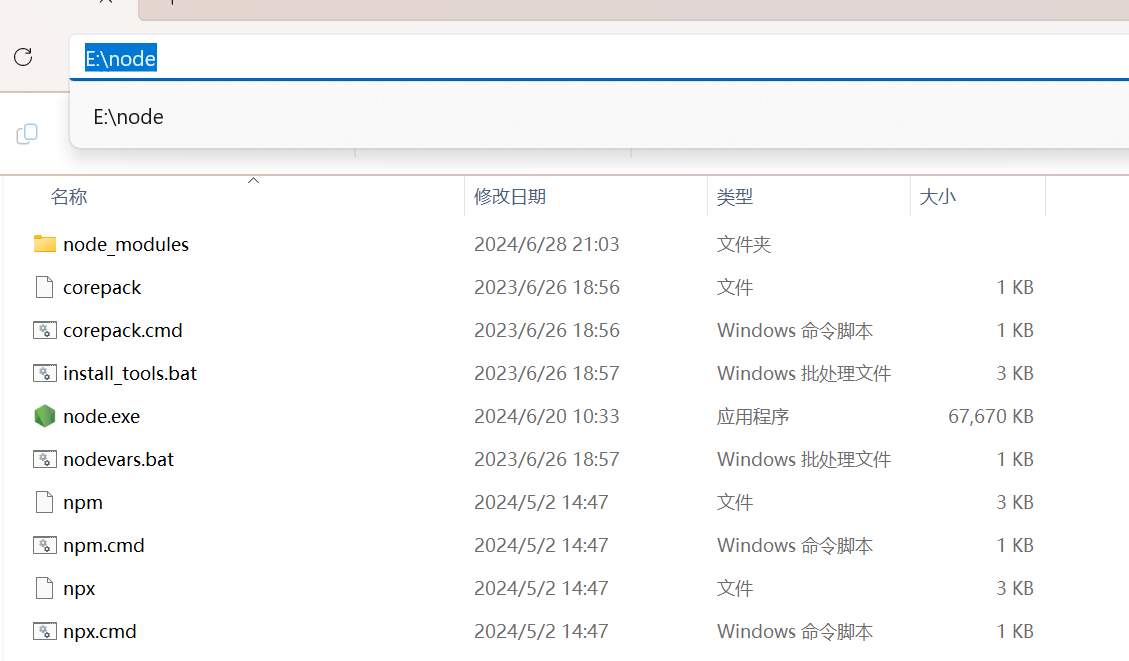 E:\node
E:\node
名称 修改日期 类型 大小
node_modules 2024/6/28 21:03 文件夹
corepack 2023/6/26 18:56 文件 1 KB
corepack.cmd 2023/6/26 18:56 Windows 命令脚本 1 KB
install_tools.bat 2023/6/26 18:57 Windows 批处理文件 3 KB
node.exe 2024/6/20 10:33 应用程序 67,670 KB
nodevars.bat 2023/6/26 18:57 Windows 批处理文件 1 KB
npm 2024/5/2 14:47 文件 3 KB
npm.cmd 2024/5/2 14:47 Windows 命令脚本 1 KB
npx 2024/5/2 14:47 文件 3 KB
npx.cmd 2024/5/2 14:47 Windows 命令脚本 1 KB